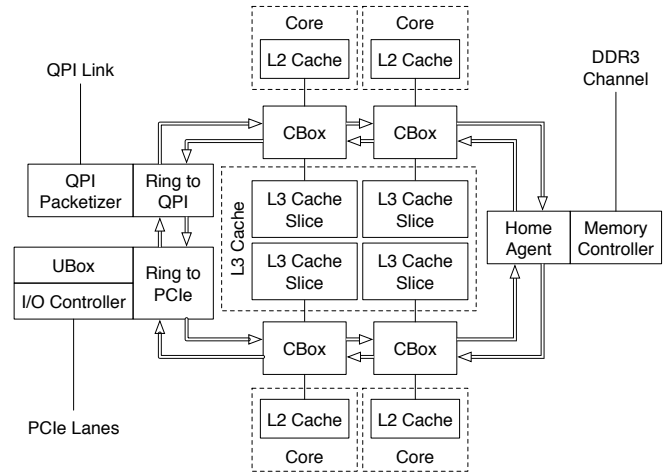 Core
Core
L2 Cache
L2 Cache
QPI Link
DDR3
Channel
CBox
CBox
QPI
Packetizer
Ring to
QPI
L3 Cache
L3 Cache
Slice
L3 Cache
Slice
L3 Cache
Slice
L3 Cache
Slice
Home
Agent
Memory
Controller
UBox
I/O Controller
Ring to
PCIe
CBox
CBox
PCIe Lanes
L2 Cache
L2 Cache
Core
Core